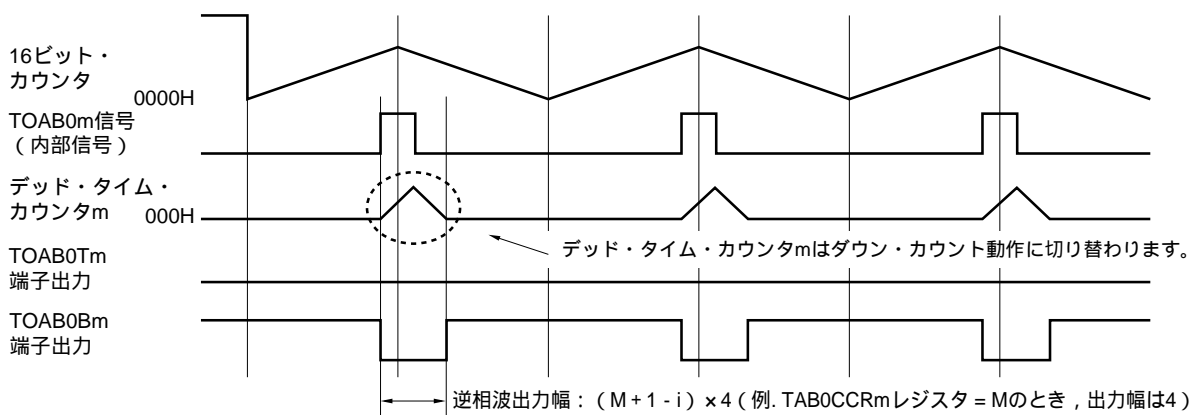 16ビット・
カウンタ
0000H
TOAB0m信号
（内部信号）
デッド・タイム・
カウンタm
000H
デッド・タイム・カウンタmはダウン・カウント動作に切り替わります。
TOAB0Tm
端子出力
TOAB0Bm
端子出力
逆相波出力幅：（M + 1 - i）×4（例. TAB0CCRmレジスタ = Mのとき，出力幅は4）